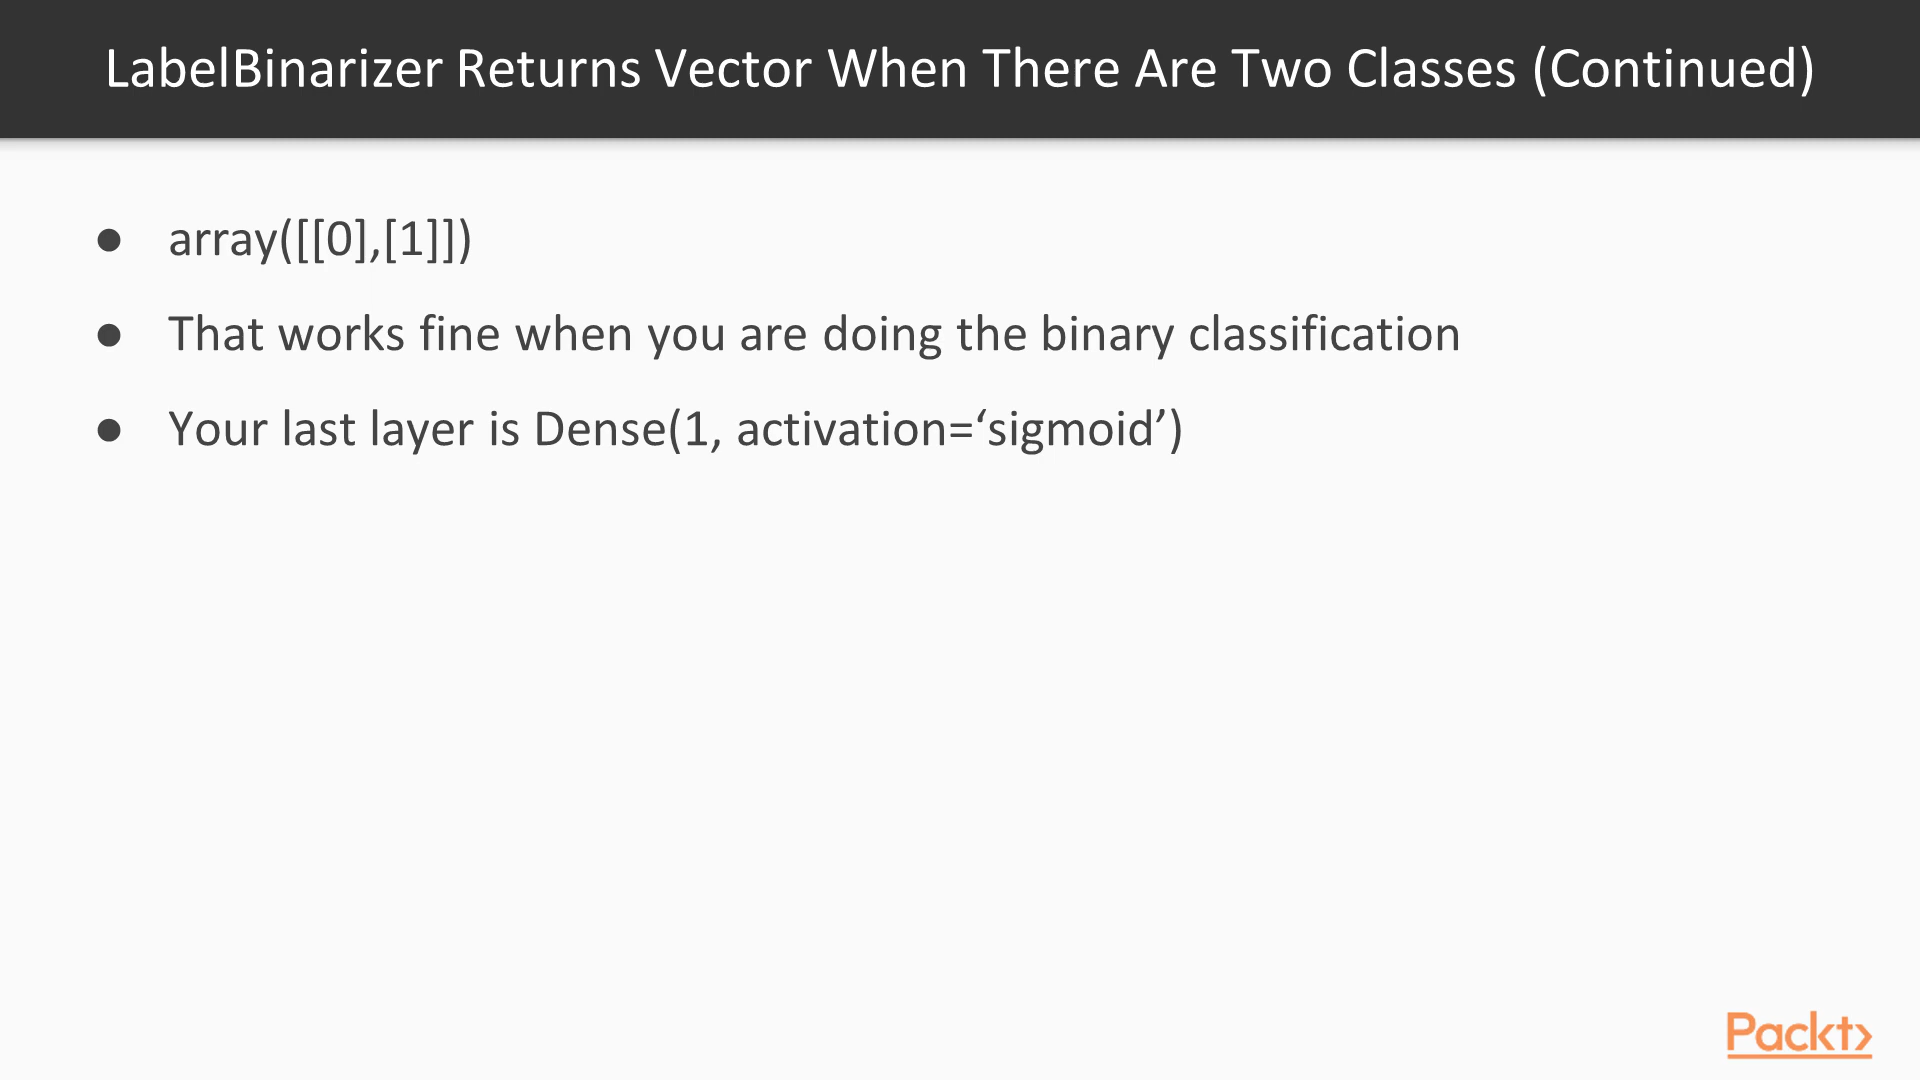 LabelBinarizer Returns Vector When There Are Two Classes (Continued)
● array([[0],[1]])
● That works fine when you are doing the binary classification
● Your last layer is Dense(1, activation=‘sigmoid’)
Packt>